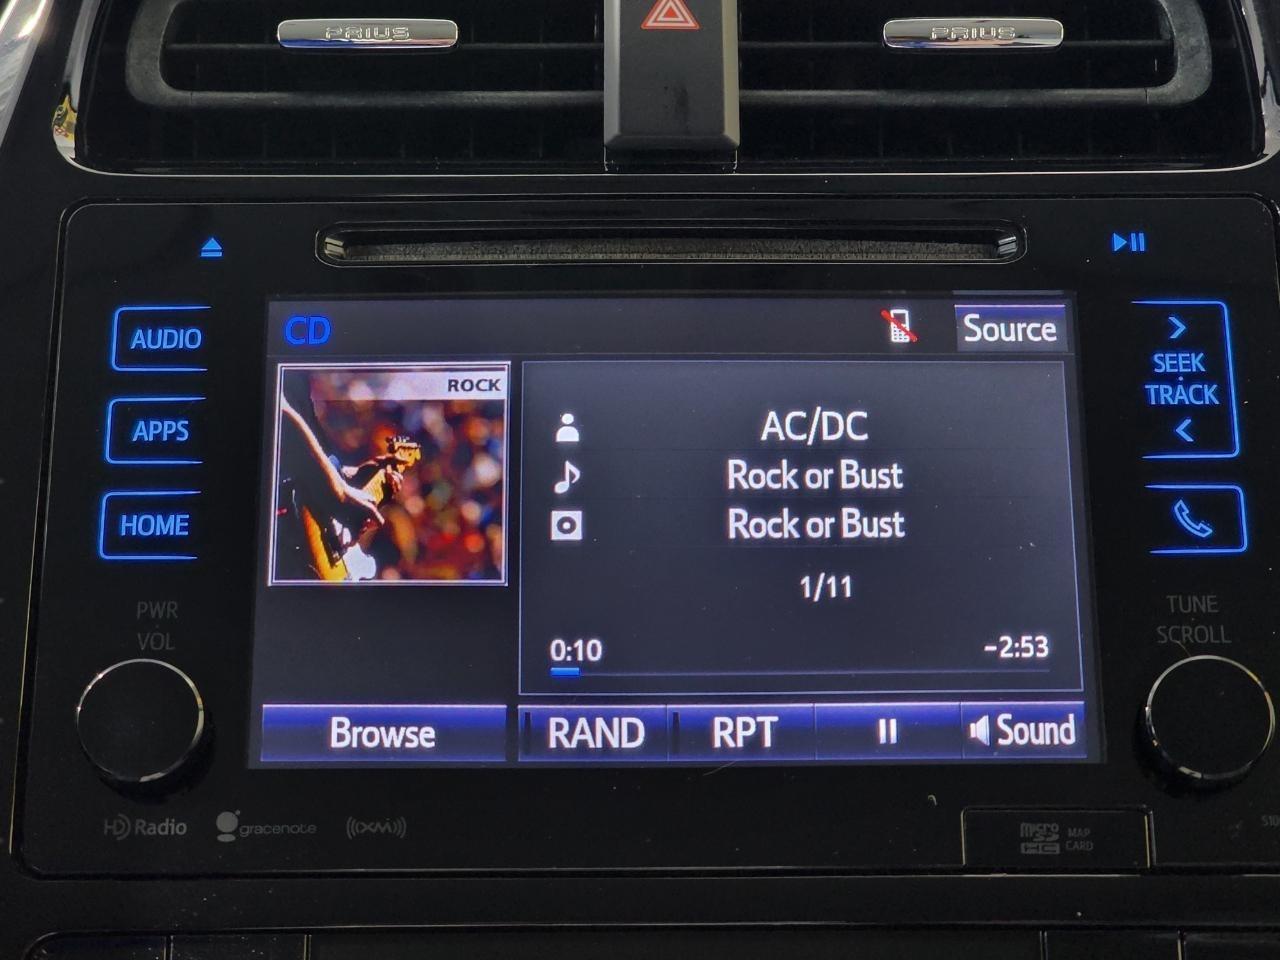 PRIUS
PRIUS
AUDIO
APPS
HOME
PWR
VOL
CD
Source
ROCK
AC/DC
Rock or Bust
Rock or Bust
1/11
0:10
-2:53
Browse
RAND
RPT
Sound
SEEK
TRACK
TUNE
SCROLL
HD Radio
gracenote
((XM))
micro
SD
HC
MAP
CARD